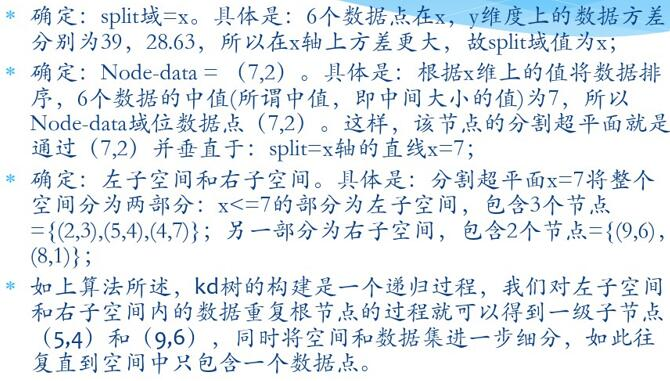 * 确定：split域=x。具体是：6个数据点在x，y维度上的数据方差
分别为39，28.63，所以在x轴上方差更大，故split域值为x；
* 确定：Node-data = （7,2）。具体是：根据x维上的值将数据排
序，6个数据的中值(所谓中值，即中间大小的值)为7，所以
Node-data域位数据点（7,2）。这样，该节点的分割超平面就是
通过（7,2）并垂直于：split=x轴的直线x=7；
* 确定：左子空间和右子空间。具体是：分割超平面x=7将整个
空间分为两部分：x<=7的部分为左子空间，包含3个节点
={(2,3),(5,4),(4,7)}；另一部分为右子空间，包含2个节点={(9,6)，
(8,1)}；
* 如上算法所述，kd树的构建是一个递归过程，我们对左子空间
和右子空间内的数据重复根节点的过程就可以得到一级子节点
（5,4）和（9,6），同时将空间和数据集进一步细分，如此往
复直到空间中只包含一个数据点。